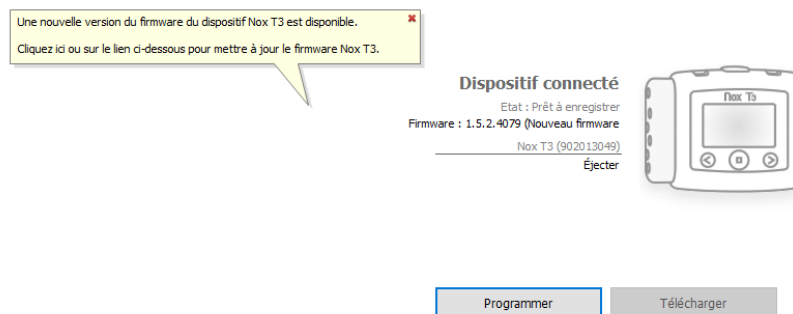 Une nouvelle version du firmware du dispositif Nox T3 est disponible.
Cliquez ici ou sur le lien ci-dessous pour mettre à jour le firmware Nox T3.
Dispositif connecté
Etat : Prêt à enregistrer
Firmware : 1.5.2.4079 (Nouveau firmware
Nox T3 (902013049)
Éjecter
Nox T3
Programmer
Télécharger